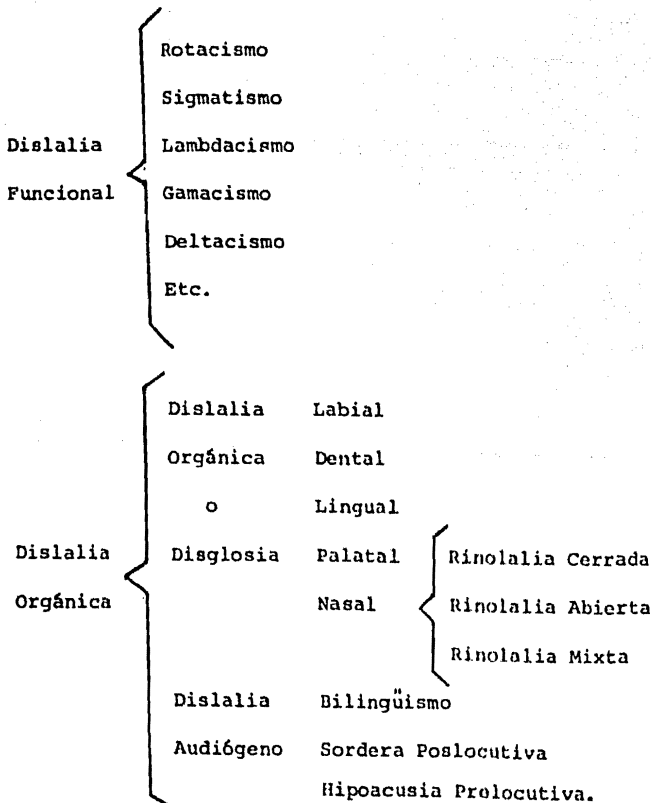 Rotacismo
Sigmatismo
Dislalia Lambdacismo
Funcional Gamacismo
Deltacismo
Etc.
Dislalia Labial
Orgánica Dental
o Lingual
Dislalia Disglosia Palatal Rinolalia Cerrada
Orgánica Nasal Rinolalia Abierta
Rinolalia Mixta
Dislalia Bilingüismo
Audiógeno Sordera Poslocutiva
Hipoacusia Prolocutiva.